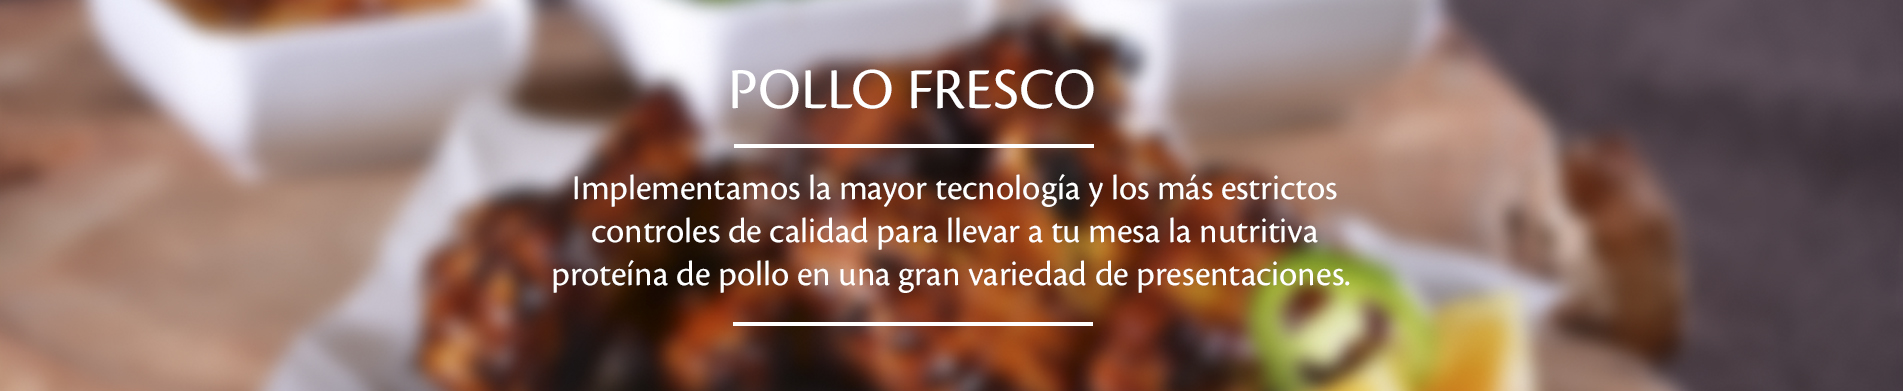 POLLO FRESCO
Implementamos la mayor tecnología y los más estrictos
controles de calidad para llevar a tu mesa la nutritiva
proteína de pollo en una gran variedad de presentaciones.